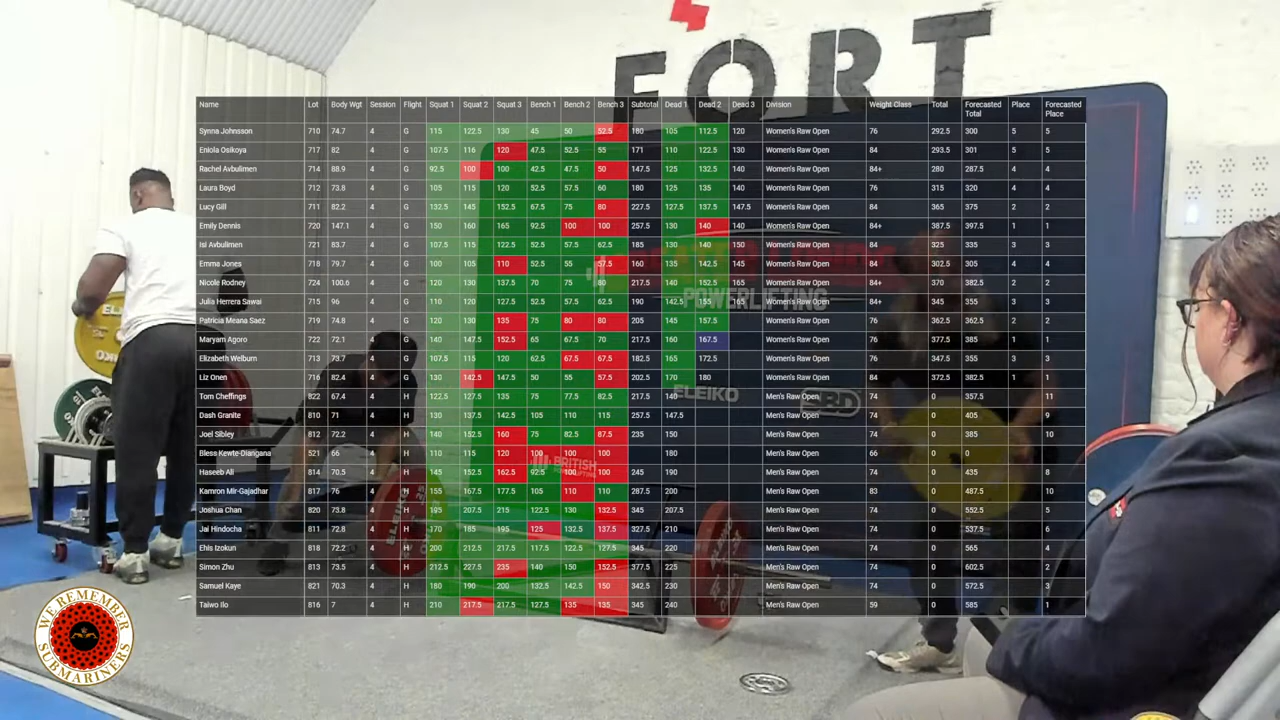 FORT
Name Lot Body Wgt Session Flight Squat 1 Squat 2 Squat 3 Bench 1 Bench 2 Bench 3 Subtotal Dead 1 Dead 2 Dead 3 Division Weight Class Total Forecasted Total Place Forecasted Place
Synna Johnsson 710 74.7 4 G 115 122.5 130 45 50 52.5 180 105 112.5 120 Women's Raw Open 76 292.5 300 5 5
Eniola Osikoya 717 82 4 G 107.5 116 120 47.5 52.5 55 171 110 122.5 130 Women's Raw Open 84 293.5 301 5 5
Rachel Avbulimen 714 88.9 4 G 92.5 100 100 42.5 47.5 50 147.5 125 132.5 140 Women's Raw Open 84+ 280 287.5 4 4
Laura Boyd 712 73.8 4 G 105 115 120 52.5 57.5 60 180 125 135 140 Women's Raw Open 76 315 320 4 4
Lucy Gill 711 82.2 4 G 132.5 145 152.5 67.5 75 80 227.5 127.5 137.5 147.5 Women's Raw Open 84 365 375 2 2
Emily Dennis 720 147.1 4 G 150 160 165 92.5 100 100 257.5 130 140 140 Women's Raw Open 84+ 387.5 397.5 1 1
Isi Avbulimen 721 83.7 4 G 107.5 115 122.5 52.5 57.5 62.5 185 130 140 150 Women's Raw Open 84 325 335 3 3
Emma Jones 718 79.7 4 G 100 105 110 52.5 55 57.5 160 135 142.5 145 Women's Raw Open 84 302.5 305 4 4
Nicole Rodney 724 100.6 4 G 120 130 137.5 70 75 80 217.5 140 152.5 165 Women's Raw Open 84+ 370 382.5 2 2
Julia Herrera Sawai 715 96 4 G 110 120 127.5 52.5 57.5 62.5 190 142.5 155 165 Women's Raw Open 84+ 345 355 3 3
Patricia Meana Saez 719 74.8 4 G 120 130 135 75 80 80 205 145 157.5 Women's Raw Open 76 362.5 362.5 2 2
Maryam Agoro 722 72.1 4 G 140 147.5 152.5 65 67.5 70 217.5 160 167.5 Women's Raw Open 76 377.5 385 1 1
Elizabeth Welburn 713 73.7 4 G 107.5 115 120 62.5 67.5 67.5 182.5 165 172.5 Women's Raw Open 76 347.5 355 3 3
Liz Onen 716 82.4 4 G 130 142.5 147.5 50 55 57.5 202.5 170 180 Women's Raw Open 84 372.5 382.5 1 1
Tom Cheffings 822 67.4 4 H 122.5 127.5 135 75 77.5 82.5 217.5 140 Men's Raw Open 74 0 357.5 11
Dash Granite 810 71 4 H 130 137.5 142.5 105 110 115 257.5 147.5 Men's Raw Open 74 0 405 9
Joel Sibley 812 72.2 4 H 140 152.5 160 75 82.5 87.5 235 150 Men's Raw Open 74 0 385 10
Bless Kewte-Diangana 521 66 4 H 110 115 120 100 100 100 180 Men's Raw Open 66 0 0
Haseeb Ali 814 70.5 4 H 145 152.5 162.5 92.5 100 100 245 190 Men's Raw Open 74 0 435 8
Kamron Mir-Gajadhar 817 76 4 H 155 167.5 177.5 105 110 110 287.5 200 Men's Raw Open 83 0 487.5 10
Joshua Chan 820 73.8 4 H 195 207.5 215 122.5 130 132.5 345 207.5 Men's Raw Open 74 0 552.5 5
Jai Hindocha 811 72.8 4 H 170 185 195 125 132.5 137.5 327.5 210 Men's Raw Open 74 0 537.5 6
Ehis Izokun 818 72.2 4 H 200 212.5 217.5 117.5 122.5 127.5 345 220 Men's Raw Open 74 0 565 4
Simon Zhu 813 73.5 4 H 212.5 227.5 235 140 150 152.5 377.5 225 Men's Raw Open 74 0 602.5 2
Samuel Kaye 821 70.3 4 H 180 190 200 132.5 142.5 150 342.5 230 Men's Raw Open 74 0 572.5 3
Taiwo Ilo 816 7 4 H 210 217.5 217.5 127.5 135 135 345 240 Men's Raw Open 59 0 585 1
POWERLIFTING
ELEIKO
SBD
BRITISH
WE REMEMBER
SUBMARINERS